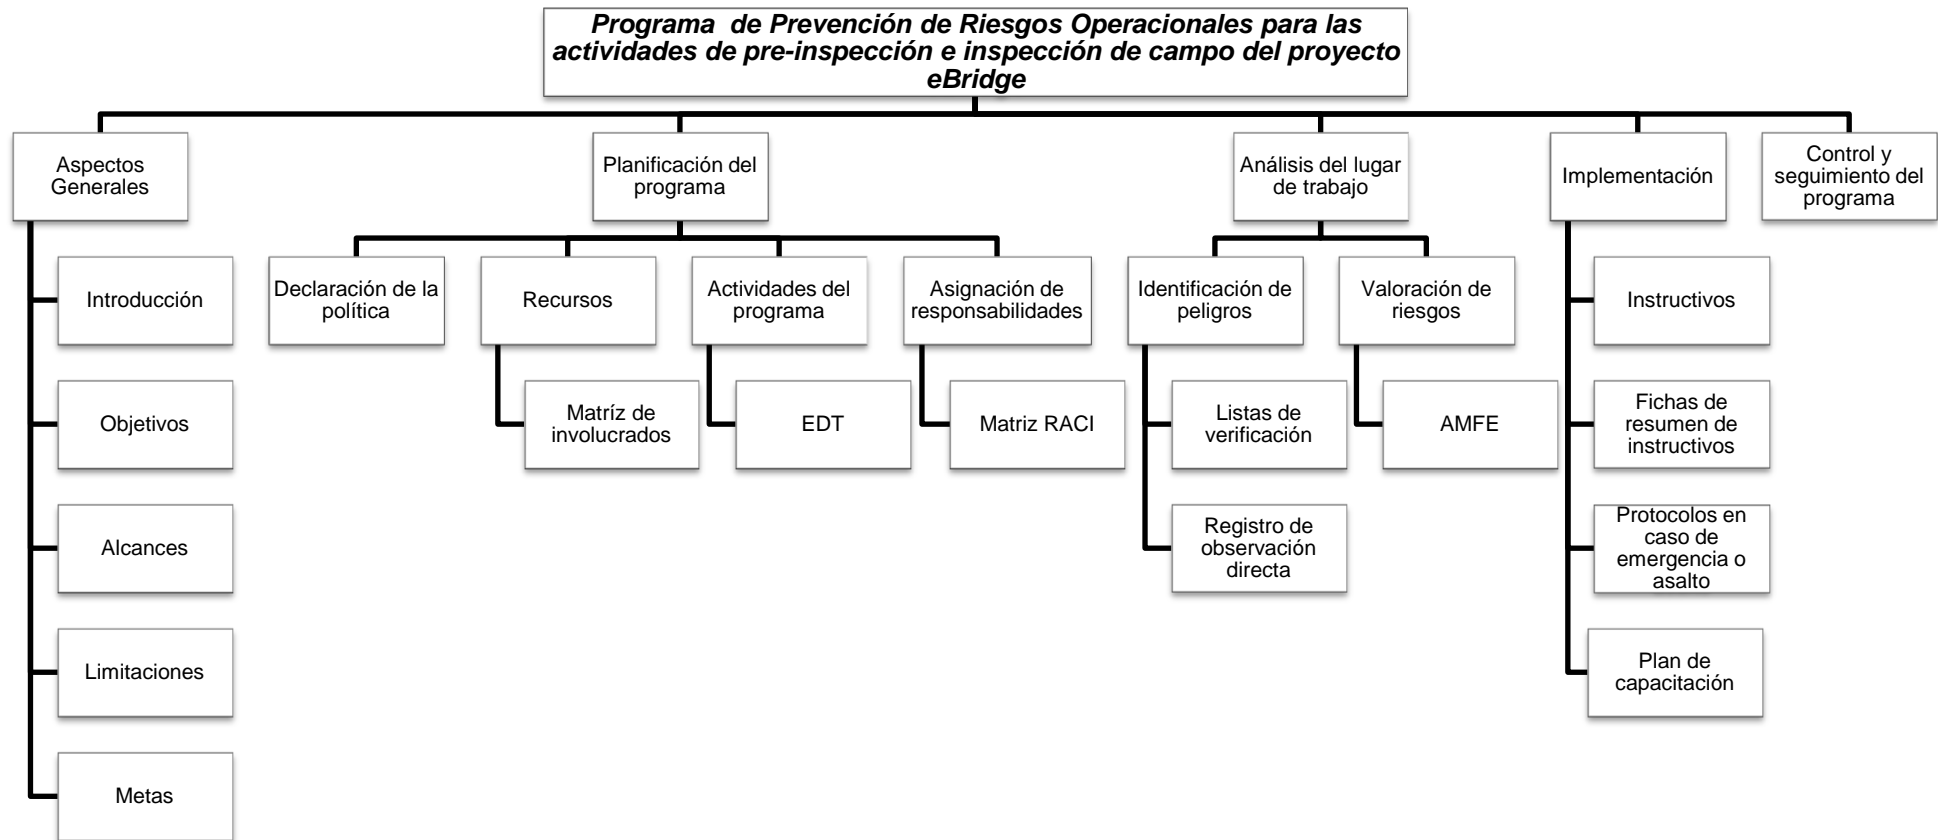 Programa de Prevención de Riesgos Operacionales para las
actividades de pre-inspección e inspección de campo del proyecto
eBridge
Aspectos
Generales
Introducción
Objetivos
Alcances
Limitaciones
Metas
Planificación del
programa
Declaración de la
política
Recursos
Matríz de
involucrados
Actividades del
programa
EDT
Asignación de
responsabilidades
Matriz RACI
Análisis del lugar
de trabajo
Identificación de
peligros
Listas de
verificación
Registro de
observación
directa
Valoración de
riesgos
AMFE
Implementación
Instructivos
Fichas de
resumen de
instructivos
Protocolos en
caso de
emergencia o
asalto
Plan de
capacitación
Control y
seguimiento del
programa